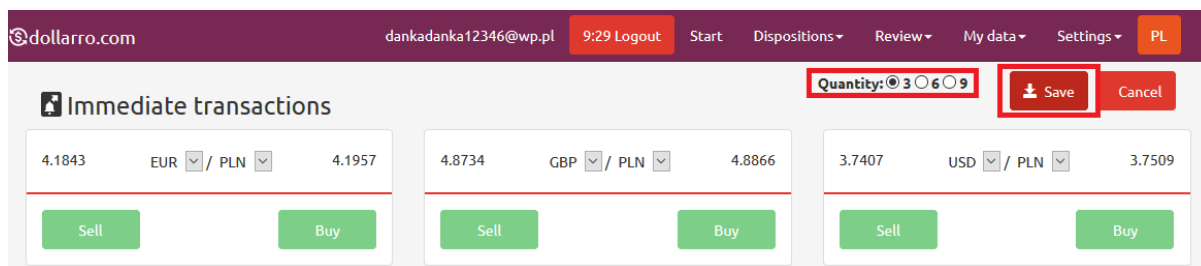 dollarro.com dankadanka12346@wp.pl 9:29 Logout Start Dispositions Review My data Settings PL
Quantity: 3 6 9 Save Cancel
Immediate transactions
4.1843 EUR / PLN 4.1957 4.8734 GBP / PLN 4.8866 3.7407 USD / PLN 3.7509
Sell Buy Sell Buy Sell Buy